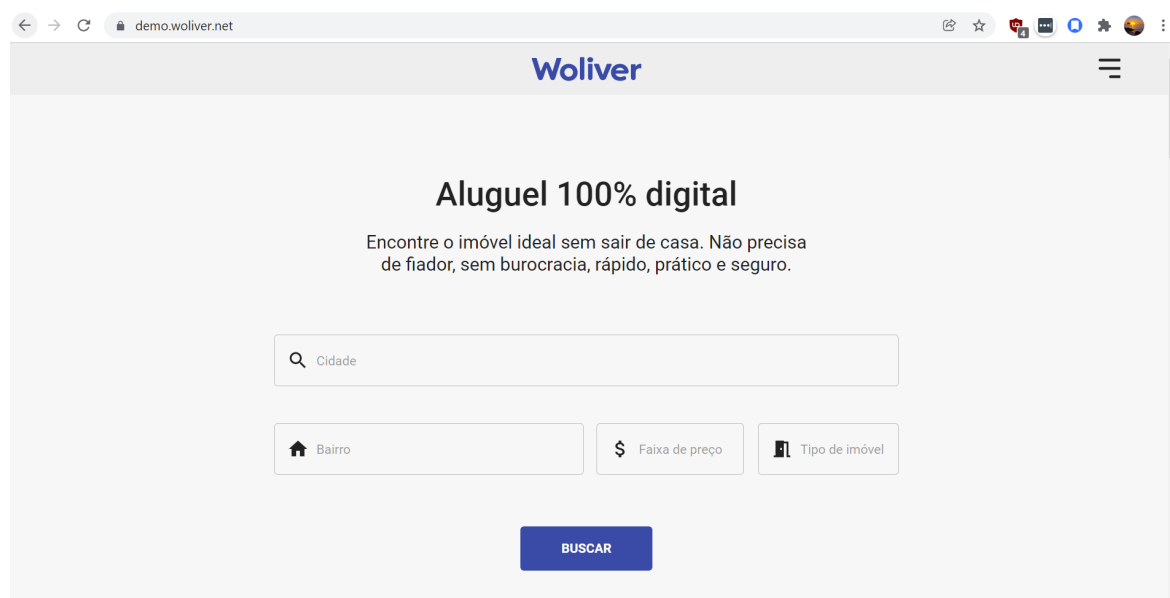 demo.woliver.net
4
Woliver
Aluguel 100% digital
Encontre o imóvel ideal sem sair de casa. Não precisa
de fiador, sem burocracia, rápido, prático e seguro.
Cidade
Bairro
$ Faixa de preço
Tipo de imóvel
BUSCAR